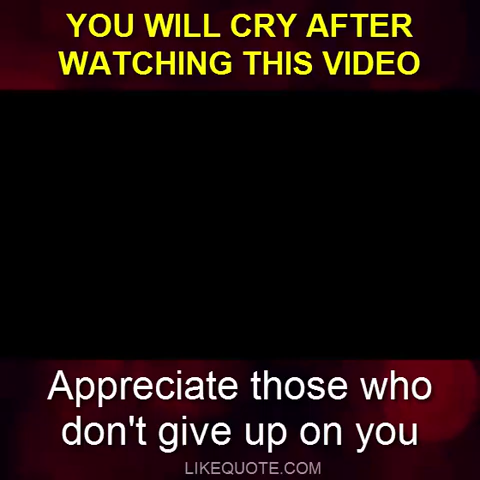 YOU WILL CRY AFTER
WATCHING THIS VIDEO
Appreciate those who
don't give up on you
LIKEQUOTE.COM